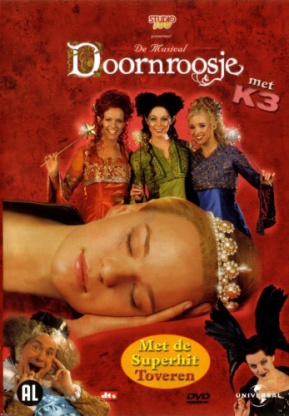 STUDIO 100
presenteert
De Musical
Doornroosje
met
K3
Met de
Superhit
Toveren
AL
dts
DVD
UNIVERSAL